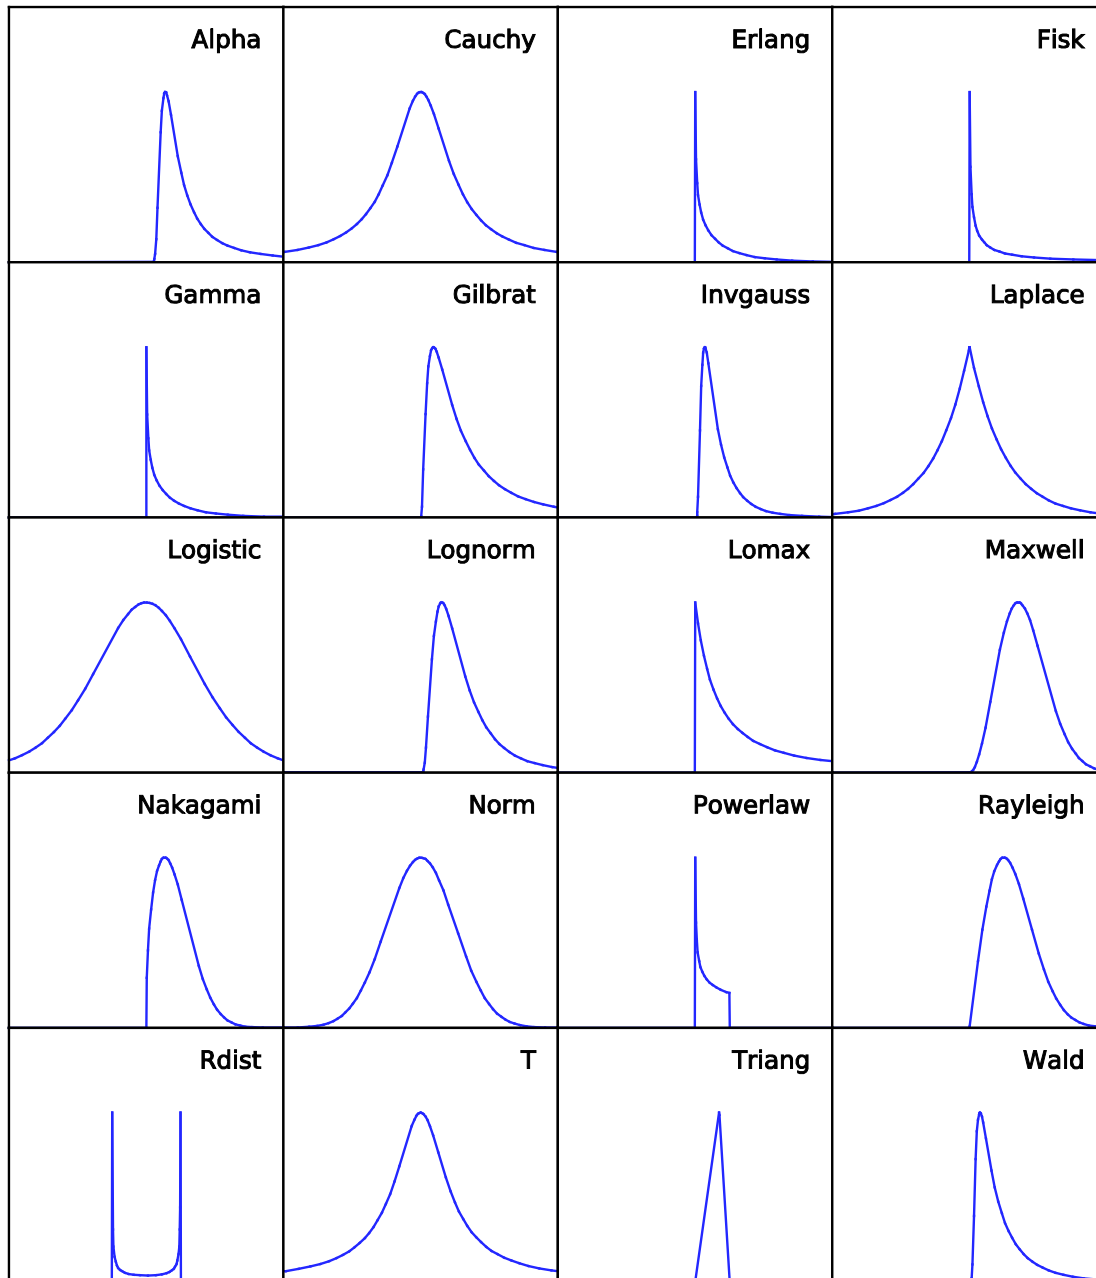 Alpha
Cauchy
Erlang
Fisk
Gamma
Gilbrat
Invgauss
Laplace
Logistic
Lognorm
Lomax
Maxwell
Nakagami
Norm
Powerlaw
Rayleigh
Rdist
T
Triang
Wald